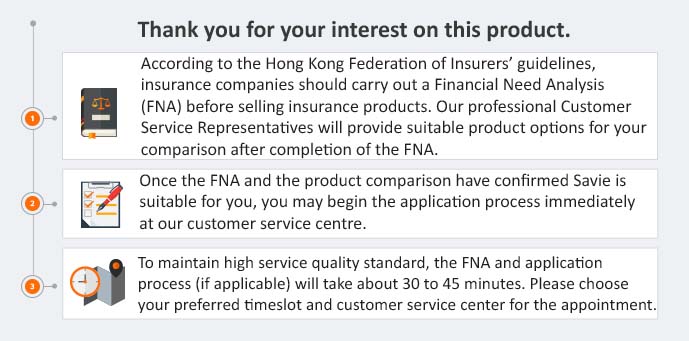 Thank you for your interest on this product.
1
According to the Hong Kong Federation of Insurers’ guidelines,
insurance companies should carry out a Financial Need Analysis
(FNA) before selling insurance products. Our professional Customer
Service Representatives will provide suitable product options for your
comparison after completion of the FNA.
2
Once the FNA and the product comparison have confirmed Savie is
suitable for you, you may begin the application process immediately
at our customer service centre.
3
To maintain high service quality standard, the FNA and application
process (if applicable) will take about 30 to 45 minutes. Please choose
your preferred timeslot and customer service center for the appointment.